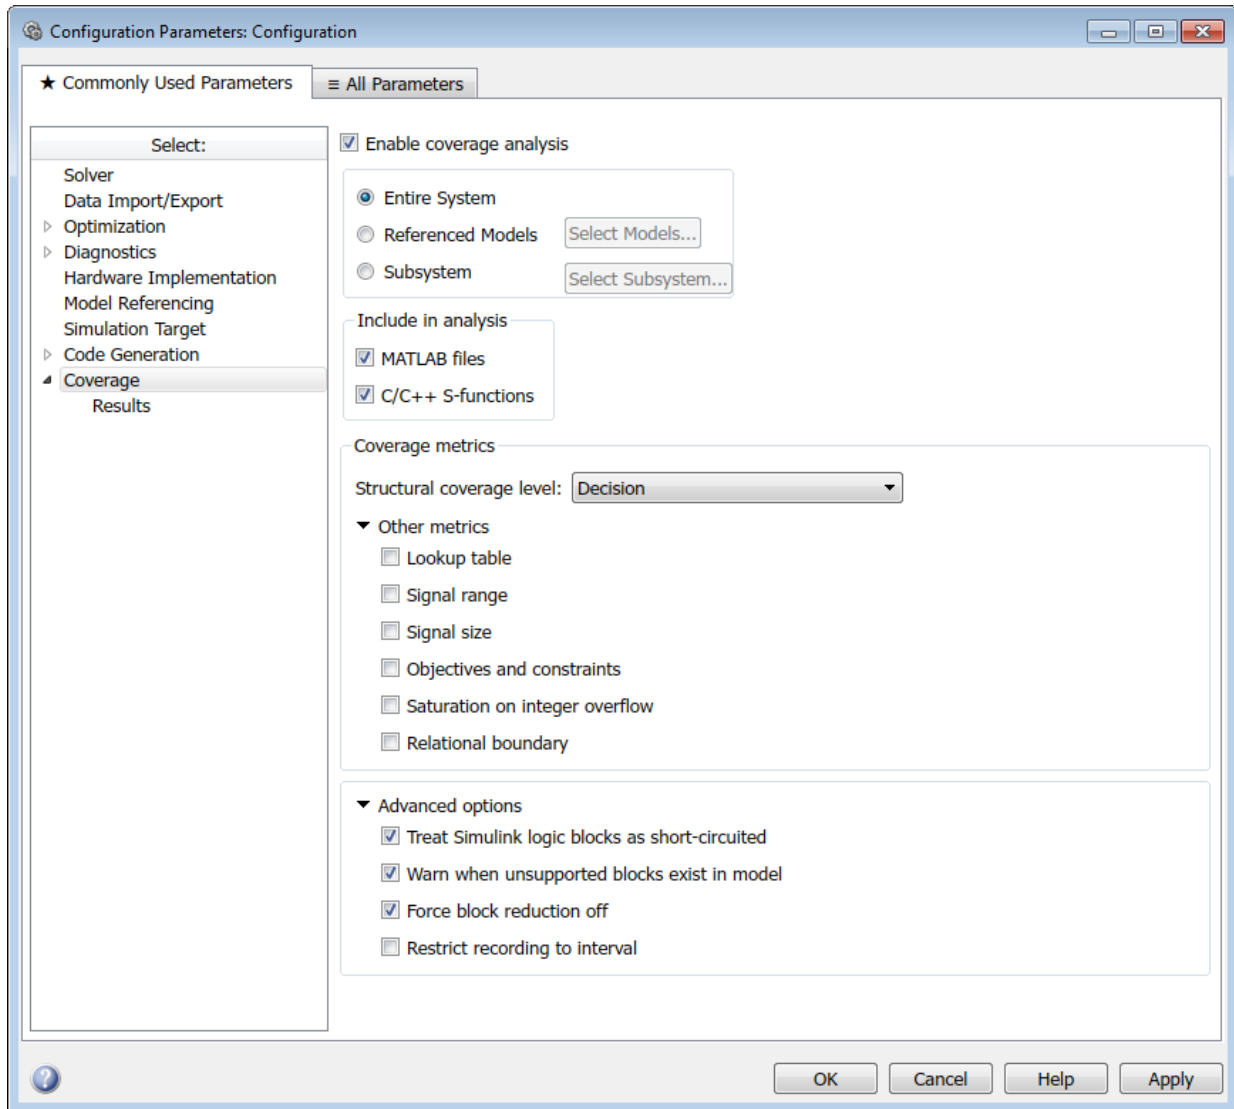 Configuration Parameters: Configuration
★ Commonly Used Parameters
≡ All Parameters
Select:
Solver
Data Import/Export
Optimization
Diagnostics
Hardware Implementation
Model Referencing
Simulation Target
Code Generation
Coverage
Results
Enable coverage analysis
Entire System
Referenced Models
Select Models...
Subsystem
Select Subsystem...
Include in analysis
MATLAB files
C/C++ S-functions
Coverage metrics
Structural coverage level: Decision
Other metrics
Lookup table
Signal range
Signal size
Objectives and constraints
Saturation on integer overflow
Relational boundary
Advanced options
Treat Simulink logic blocks as short-circuited
Warn when unsupported blocks exist in model
Force block reduction off
Restrict recording to interval
?
OK
Cancel
Help
Apply